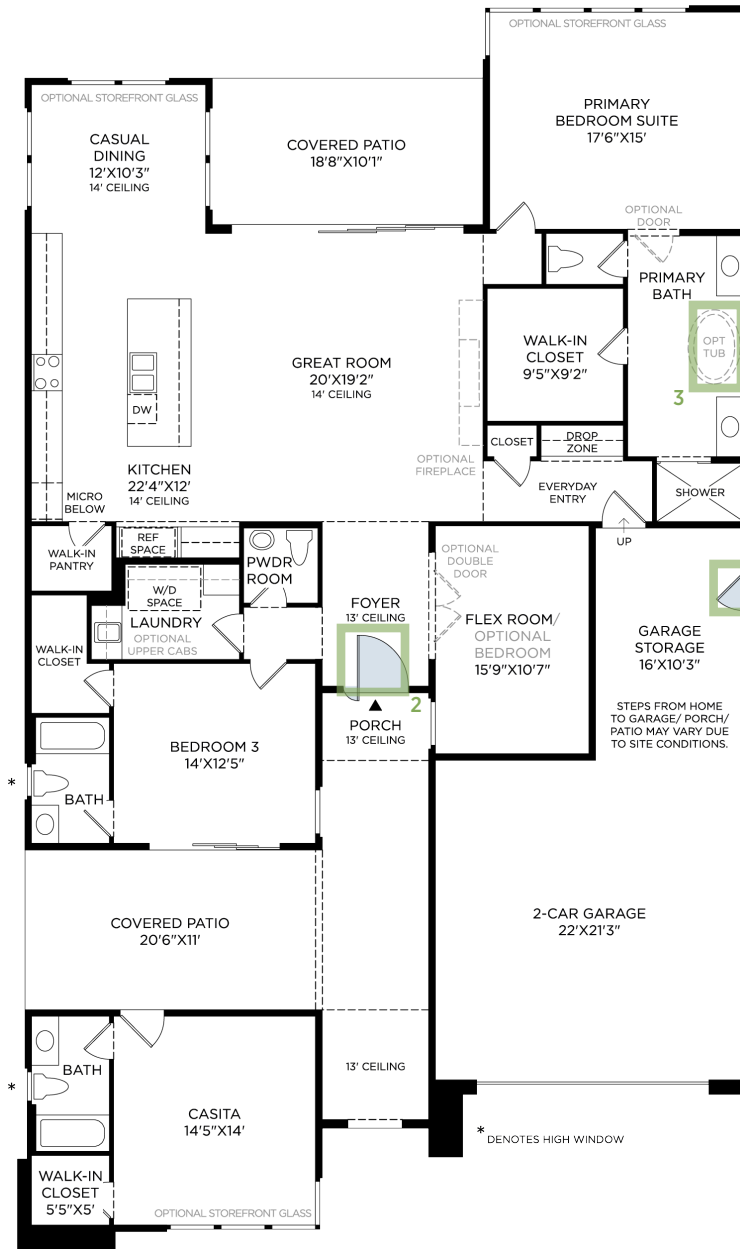 OPTIONAL STOREFRONT GLASS
PRIMARY
BEDROOM SUITE
17'6"X15'
OPTIONAL STOREFRONT GLASS
CASUAL
DINING
12'X10'3"
14' CEILING
COVERED PATIO
18'8"X10'1"
OPTIONAL
DOOR
PRIMARY
BATH
OPT
TUB
3
WALK-IN
CLOSET
9'5"X9'2"
GREAT ROOM
20'X19'2"
14' CEILING
DW
KITCHEN
22'4"X12'
14' CEILING
OPTIONAL
FIREPLACE
CLOSET
DROP
ZONE
EVERYDAY
ENTRY
SHOWER
UP
MICRO
BELOW
WALK-IN
PANTRY
REF
SPACE
PWDR
ROOM
W/D
SPACE
LAUNDRY
OPTIONAL
UPPER CABS
WALK-IN
CLOSET
FOYER
13' CEILING
2
PORCH
13' CEILING
OPTIONAL
DOUBLE
DOOR
FLEX ROOM/
OPTIONAL
BEDROOM
15'9"X10'7"
GARAGE
STORAGE
16'X10'3"
STEPS FROM HOME
TO GARAGE/ PORCH/
PATIO MAY VARY DUE
TO SITE CONDITIONS.
BEDROOM 3
14'X12'5"
*
BATH
COVERED PATIO
20'6"X11'
2-CAR GARAGE
22'X21'3"
*
BATH
13' CEILING
CASITA
14'5"X14'
* DENOTES HIGH WINDOW
WALK-IN
CLOSET
5'5"X5'
OPTIONAL STOREFRONT GLASS